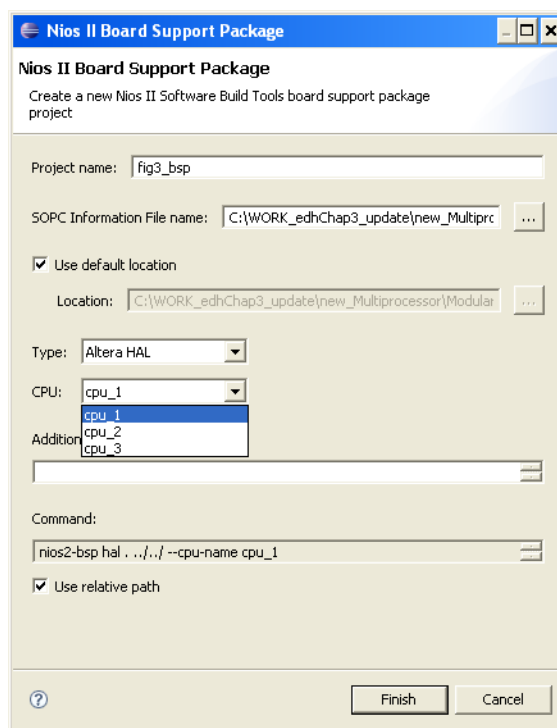 Nios II Board Support Package
Nios II Board Support Package
Create a new Nios II Software Build Tools board support package
project
Project name: fig3_bsp
SOPC Information File name: C:\WORK_edhChap3_update\new_Multiprc ...
Use default location
Location: C:\WORK_edhChap3_update\new_Multiprocessor\Modular ...
Type: Altera HAL
CPU: cpu_1
cpu_1
cpu_2
Addition
cpu_3
Command:
nios2-bsp hal . ../../ --cpu-name cpu_1
Use relative path
? Finish Cancel